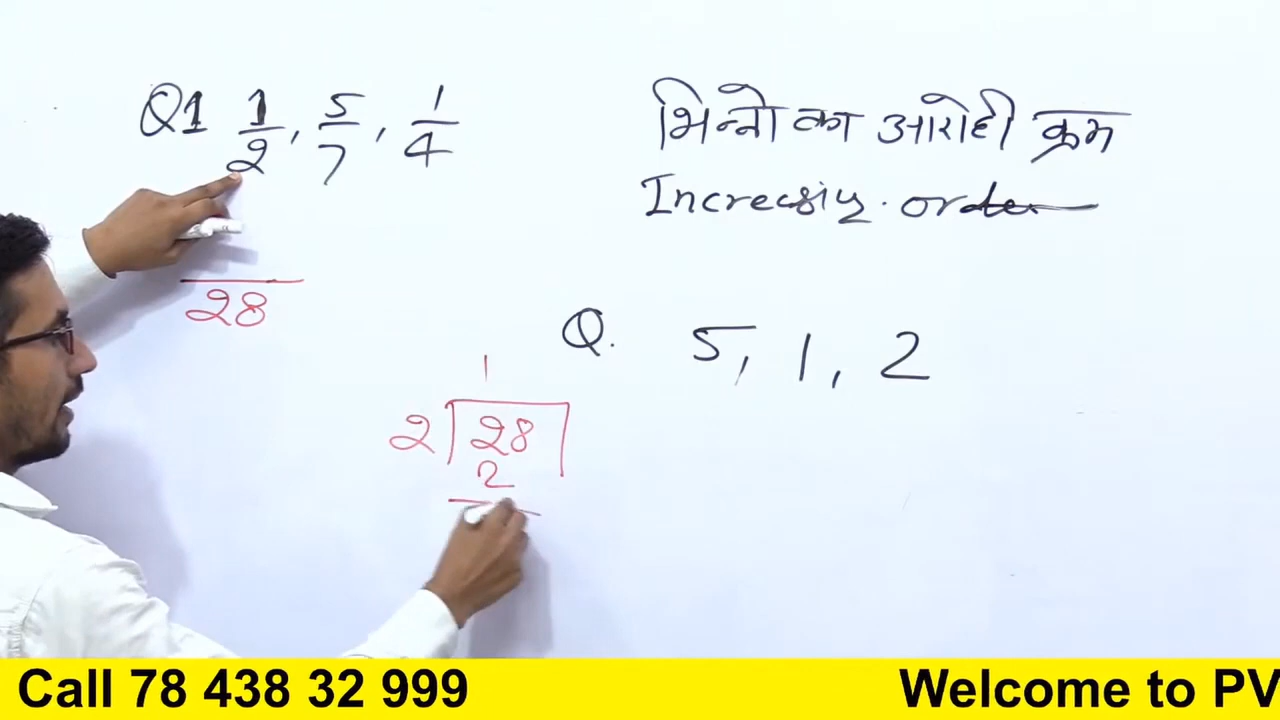 Q1 1/2, 5/7, 1/4
भिन्नो का आरोही क्रम
Increasing order
28
Q. 5, 1, 2
1
2 28
2
Call 78 438 32 999
Welcome to PV